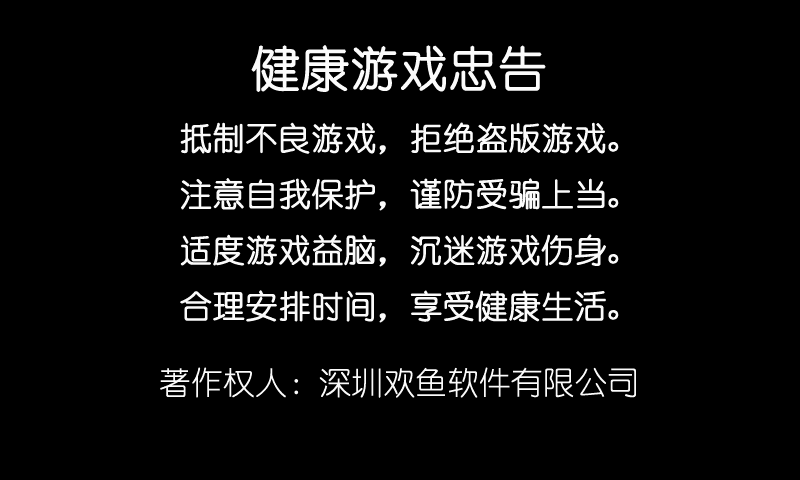 健康游戏忠告
抵制不良游戏，拒绝盗版游戏。
注意自我保护，谨防受骗上当。
适度游戏益脑，沉迷游戏伤身。
合理安排时间，享受健康生活。
著作权人：深圳欢鱼软件有限公司